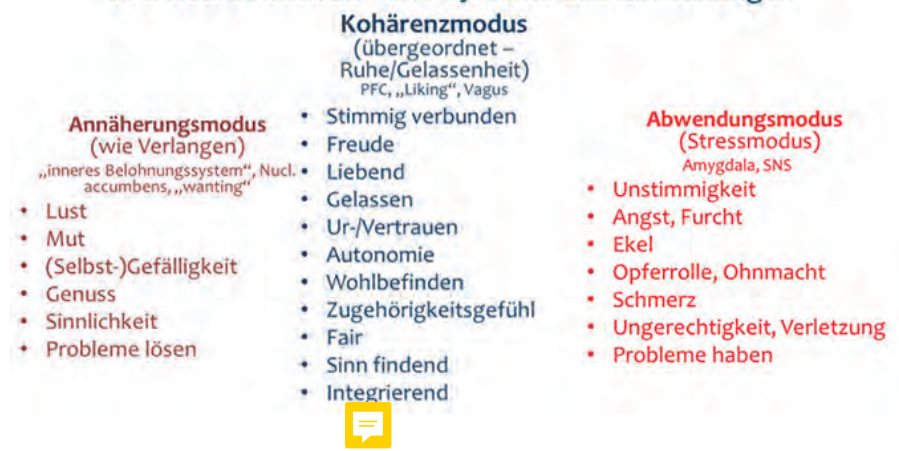 Kohärenzmodus
(übergeordnet –
Ruhe/Gelassenheit)
PFC, „Liking“, Vagus
• Stimmig verbunden
• Freude
• Liebend
• Gelassen
• Ur-/Vertrauen
• Autonomie
• Wohlbefinden
• Zugehörigkeitsgefühl
• Fair
• Sinn findend
• Integrierend
Annäherungsmodus
(wie Verlangen)
„inneres Belohnungssystem“, Nucl.
accumbens, „wanting“
• Lust
• Mut
• (Selbst-)Gefälligkeit
• Genuss
• Sinnlichkeit
• Probleme lösen
Abwendungsmodus
(Stressmodus)
Amygdala, SNS
• Unstimmigkeit
• Angst, Furcht
• Ekel
• Opferrolle, Ohnmacht
• Schmerz
• Ungerechtigkeit, Verletzung
• Probleme haben